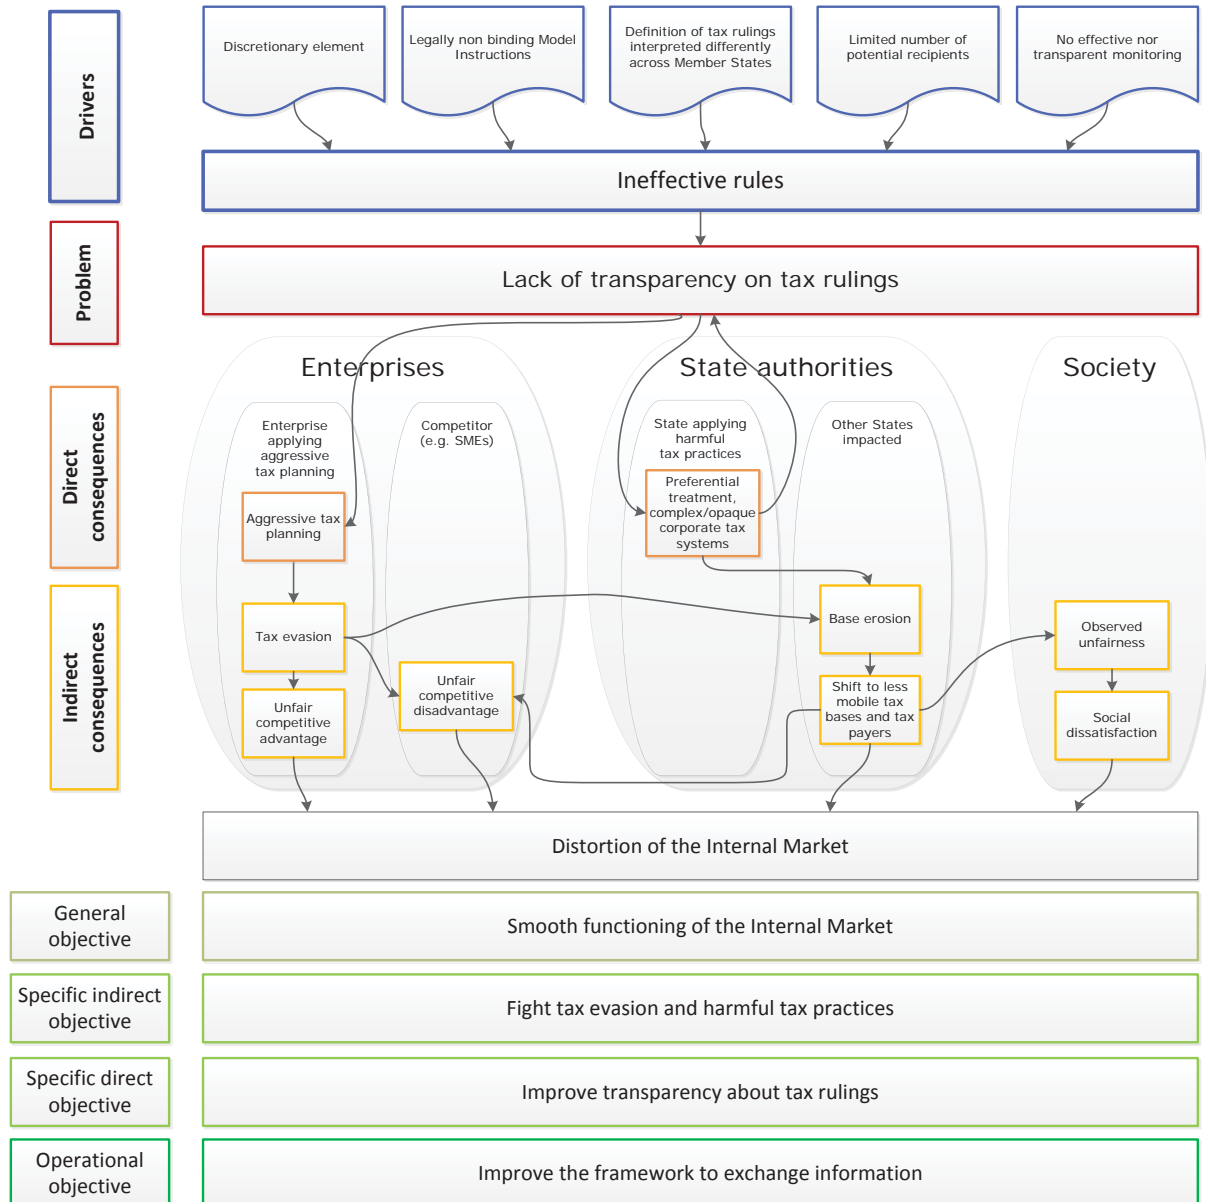 Drivers
Discretionary element
Legally non binding Model
Instructions
Definition of tax rulings
interpreted differently
across Member States
Limited number of
potential recipients
No effective nor
transparent monitoring
Ineffective rules
Problem
Lack of transparency on tax rulings
Enterprises
State authorities
Society
Direct
consequences
Enterprise
applying
aggressive
tax planning
Competitor
(e.g. SMEs)
State applying
harmful
tax practices
Other States
impacted
Aggressive tax
planning
Preferential
treatment,
complex/opaque
corporate tax
systems
Indirect
consequences
Tax evasion
Base erosion
Observed
unfairness
Unfair
competitive
advantage
Unfair
competitive
disadvantage
Shift to less
mobile tax
bases and tax
payers
Social
dissatisfaction
Distortion of the Internal Market
General
objective
Smooth functioning of the Internal Market
Specific indirect
objective
Fight tax evasion and harmful tax practices
Specific direct
objective
Improve transparency about tax rulings
Operational
objective
Improve the framework to exchange information